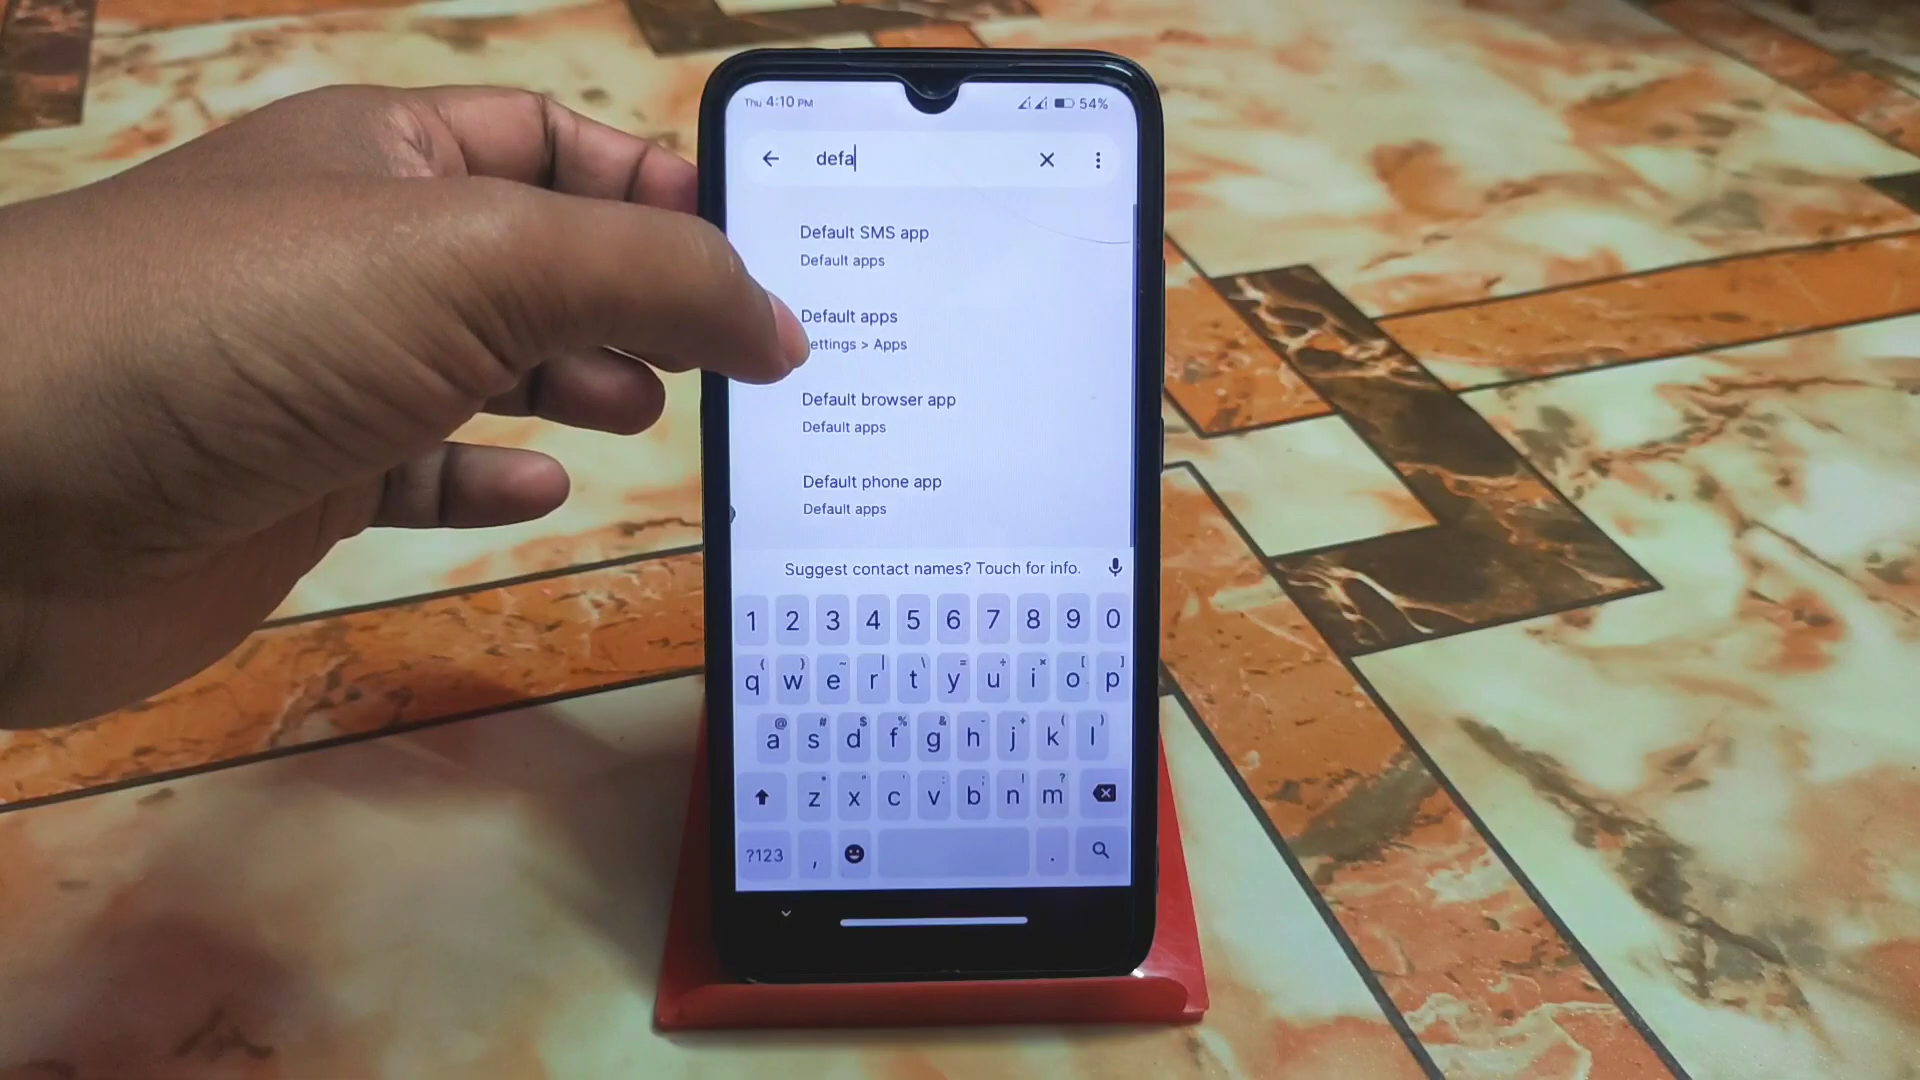 Thu 4:10 PM 54%
defa
Default SMS app
Default apps
Default apps
ettings > Apps
Default browser app
Default apps
Default phone app
Default apps
Suggest contact names? Touch for info.
1 2 3 4 5 6 7 8 9 0
q w e r t y u i o p
a s d f g h j k l
z x c v b n m
?123 , .